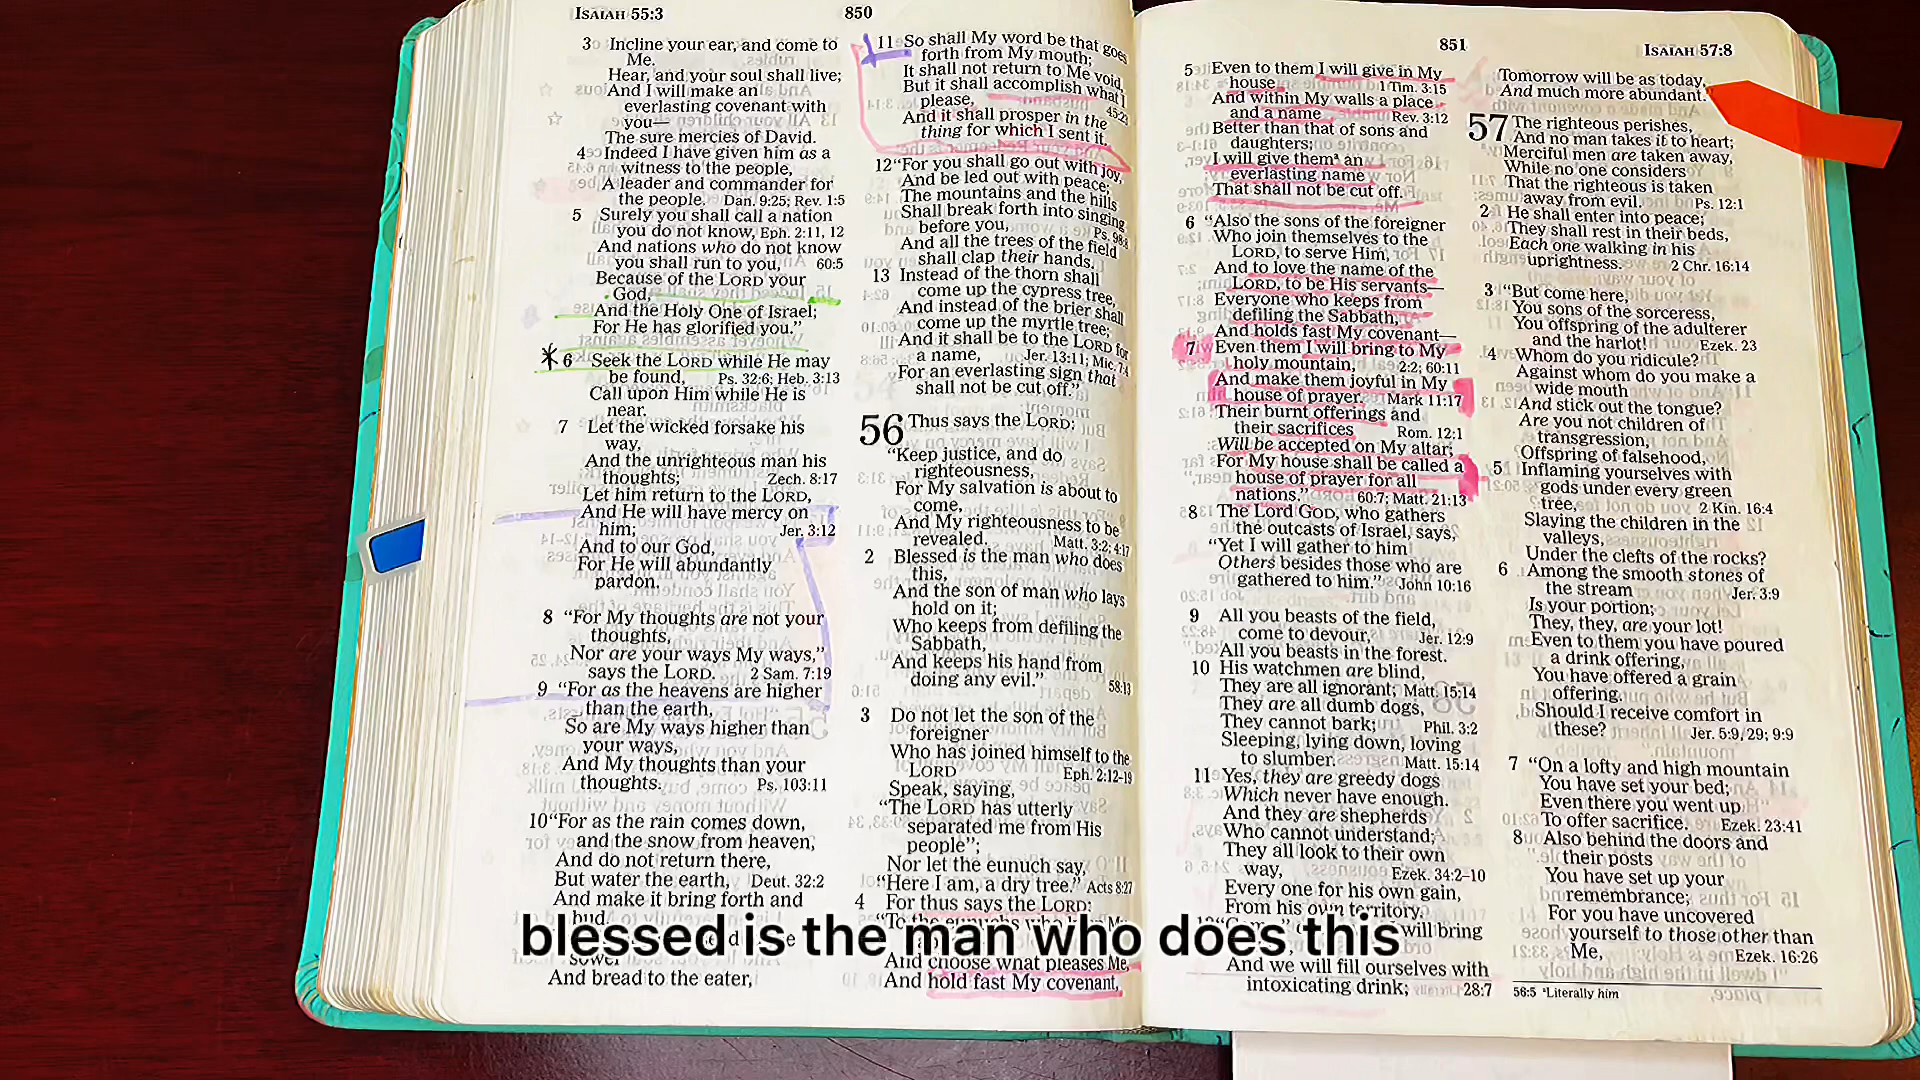 ISAIAH 55:3
850
3 Incline your ear, and come to
Me.
Hear, and your soul shall live;
And I will make an
everlasting covenant with
you—
The sure mercies of David.
4 Indeed I have given him as a
witness to the people,
A leader and commander for
the people. Dan. 9:25; Rev. 1:5
5 Surely you shall call a nation
you do not know, Eph. 2:11, 12
And nations who do not know
you shall run to you, 60:5
Because of the LORD your
God,
And the Holy One of Israel;
For He has glorified you.”
6 Seek the LORD while He may
be found, Ps. 32:6; Heb. 3:13
Call upon Him while He is
near.
7 Let the wicked forsake his
way,
And the unrighteous man his
thoughts; Zech. 8:17
Let him return to the LORD,
And He will have mercy on
him; Jer. 3:12
And to our God,
For He will abundantly
pardon.
8 “For My thoughts are not your
thoughts,
Nor are your ways My ways,”
says the LORD. 2 Sam. 7:19
9 “For as the heavens are higher
than the earth,
So are My ways higher than
your ways,
And My thoughts than your
thoughts. Ps. 103:11
10 “For as the rain comes down,
and the snow from heaven,
And do not return there,
But water the earth, Deut. 32:2
And make it bring forth and
bud,
sower
And bread to the eater,
11 So shall My word be that goes
forth from My mouth;
It shall not return to Me void,
But it shall accomplish what I
please, 45:23
And it shall prosper in the
thing for which I sent it.
12 “For you shall go out with joy,
And be led out with peace;
The mountains and the hills
Shall break forth into singing
before you, Ps. 98:8
And all the trees of the field
shall clap their hands.
13 Instead of the thorn shall
come up the cypress tree,
And instead of the brier shall
come up the myrtle tree;
And it shall be to the LORD for
a name, Jer. 13:11; Mic. 7:4
For an everlasting sign that
shall not be cut off.”
56 Thus says the LORD:
“Keep justice, and do
righteousness,
For My salvation is about to
come,
And My righteousness to be
revealed. Matt. 3:2; 4:17
2 Blessed is the man who does
this,
And the son of man who lays
hold on it;
Who keeps from defiling the
Sabbath,
And keeps his hand from
doing any evil.” 58:13
3 Do not let the son of the
foreigner
Who has joined himself to the
LORD Eph. 2:12–19
Speak, saying,
“The LORD has utterly
separated me from His
people”;
Nor let the eunuch say,
“Here I am, a dry tree.” Acts 8:27
4 For thus says the LORD:
“To the eunuchs who
And choose what pleases Me,
And hold fast My covenant,
851
ISAIAH 57:8
5 Even to them I will give in My
house 1 Tim. 3:15
And within My walls a place
and a name Rev. 3:12
Better than that of sons and
daughters;
I will give them* an
everlasting name
That shall not be cut off.
6 “Also the sons of the foreigner
Who join themselves to the
LORD, to serve Him,
And to love the name of the
LORD, to be His servants—
Everyone who keeps from
defiling the Sabbath,
And holds fast My covenant—
7 Even them I will bring to My
holy mountain, 2:2; 60:11
And make them joyful in My
house of prayer. Mark 11:17
Their burnt offerings and
their sacrifices Rom. 12:1
Will be accepted on My altar;
For My house shall be called a
house of prayer for all
nations.” 60:7; Matt. 21:13
8 The Lord GOD, who gathers
the outcasts of Israel, says,
“Yet I will gather to him
Others besides those who are
gathered to him.” John 10:16
9 All you beasts of the field,
come to devour, Jer. 12:9
All you beasts in the forest.
10 His watchmen are blind,
They are all ignorant; Matt. 15:14
They are all dumb dogs,
They cannot bark; Phil. 3:2
Sleeping, lying down, loving
to slumber. Matt. 15:14
11 Yes, they are greedy dogs
Which never have enough.
And they are shepherds
Who cannot understand;
They all look to their own
way, Ezek. 34:2–10
Every one for his own gain,
From his own territory.
will bring
And we will fill ourselves with
intoxicating drink; 28:7
Tomorrow will be as today,
And much more abundant.”
57 The righteous perishes,
And no man takes it to heart;
Merciful men are taken away,
While no one considers
That the righteous is taken
away from evil. Ps. 12:1
2 He shall enter into peace;
They shall rest in their beds,
Each one walking in his
uprightness. 2 Chr. 16:14
3 “But come here,
You sons of the sorceress,
You offspring of the adulterer
and the harlot! Ezek. 23
4 Whom do you ridicule?
Against whom do you make a
wide mouth
And stick out the tongue?
Are you not children of
transgression,
Offspring of falsehood,
5 Inflaming yourselves with
gods under every green
tree, 2 Kin. 16:4
Slaying the children in the
valleys,
Under the clefts of the rocks?
6 Among the smooth stones of
the stream Jer. 3:9
Is your portion;
They, they, are your lot!
Even to them you have poured
a drink offering,
You have offered a grain
offering.
Should I receive comfort in
these? Jer. 5:9, 29; 9:9
7 “On a lofty and high mountain
You have set your bed;
Even there you went up
To offer sacrifice. Ezek. 23:41
8 Also behind the doors and
their posts
You have set up your
remembrance;
For you have uncovered
yourself to those other than
Me, Ezek. 16:26
56:5 *Literally him
blessed is the man who does this